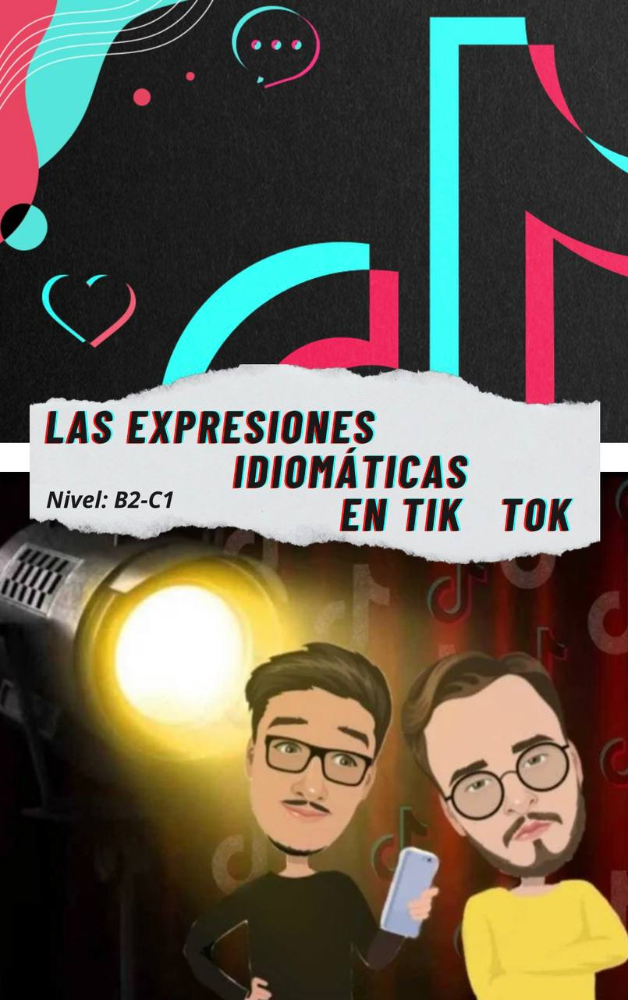 LAS EXPRESIONES
IDIOMÁTICAS
Nivel: B2-C1
EN TIK TOK